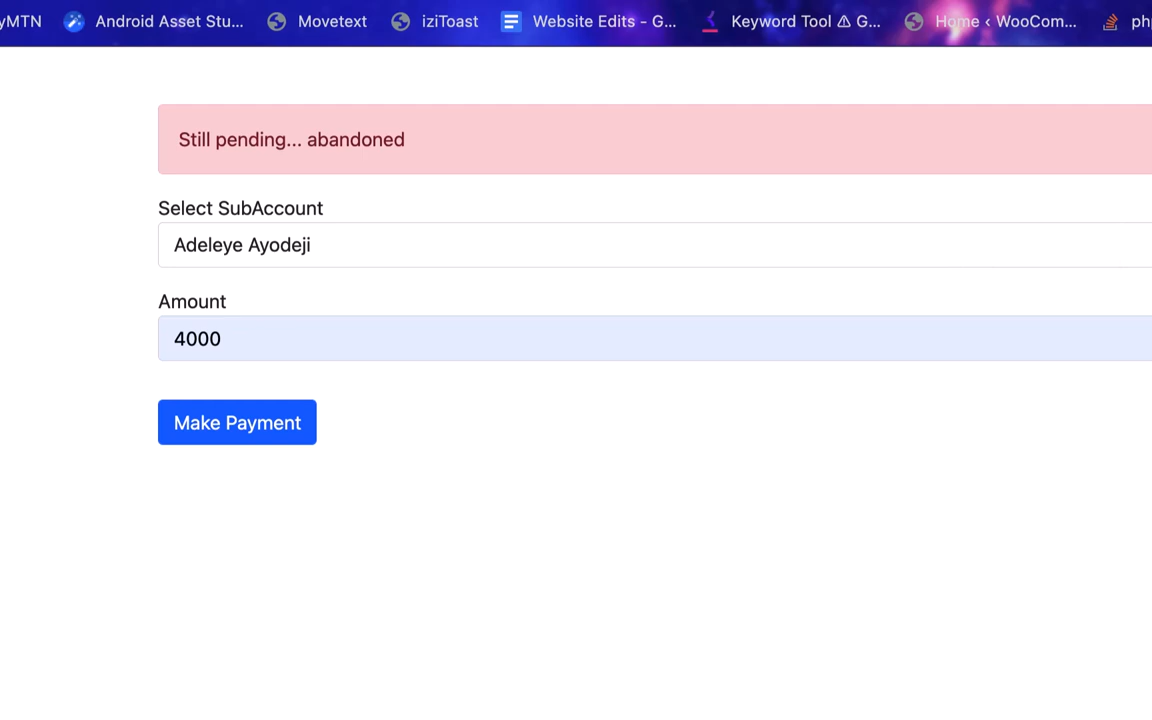 yMTN Android Asset Stu... Movetext iziToast Website Edits - G... Keyword Tool ⚠ G... Home ‹ WooCom... ph
Still pending... abandoned
Select SubAccount
Adeleye Ayodeji
Amount
4000
Make Payment